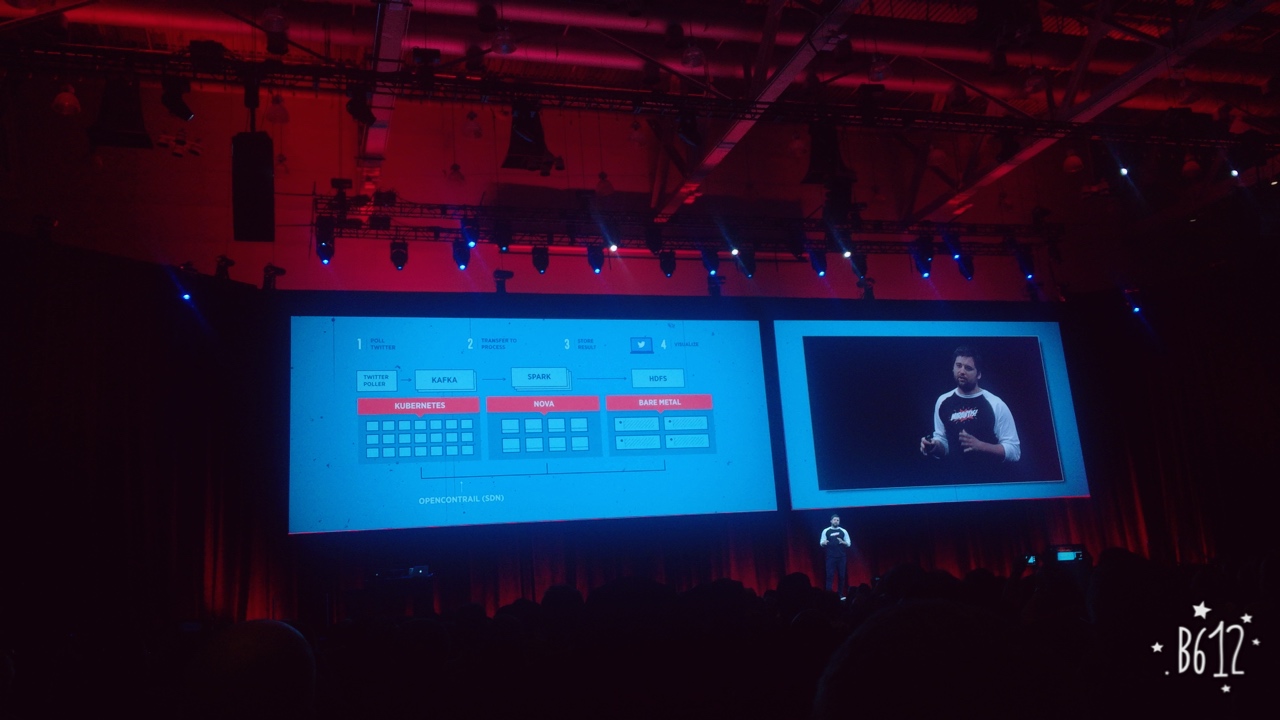 1 POLL
TWITTER
2 TRANSFER TO
PROCESS
3 STORE
RESULT
4 VISUALIZE
TWITTER
POLLER
KAFKA
SPARK
HDFS
KUBERNETES
NOVA
BARE METAL
OPENCONTRAIL (SDN)
B612